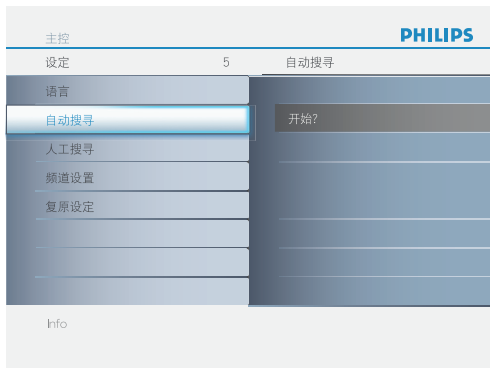 主控
PHILIPS
设定 5 自动搜寻
语言
自动搜寻
开始?
人工搜寻
频道设置
复原设定
Info